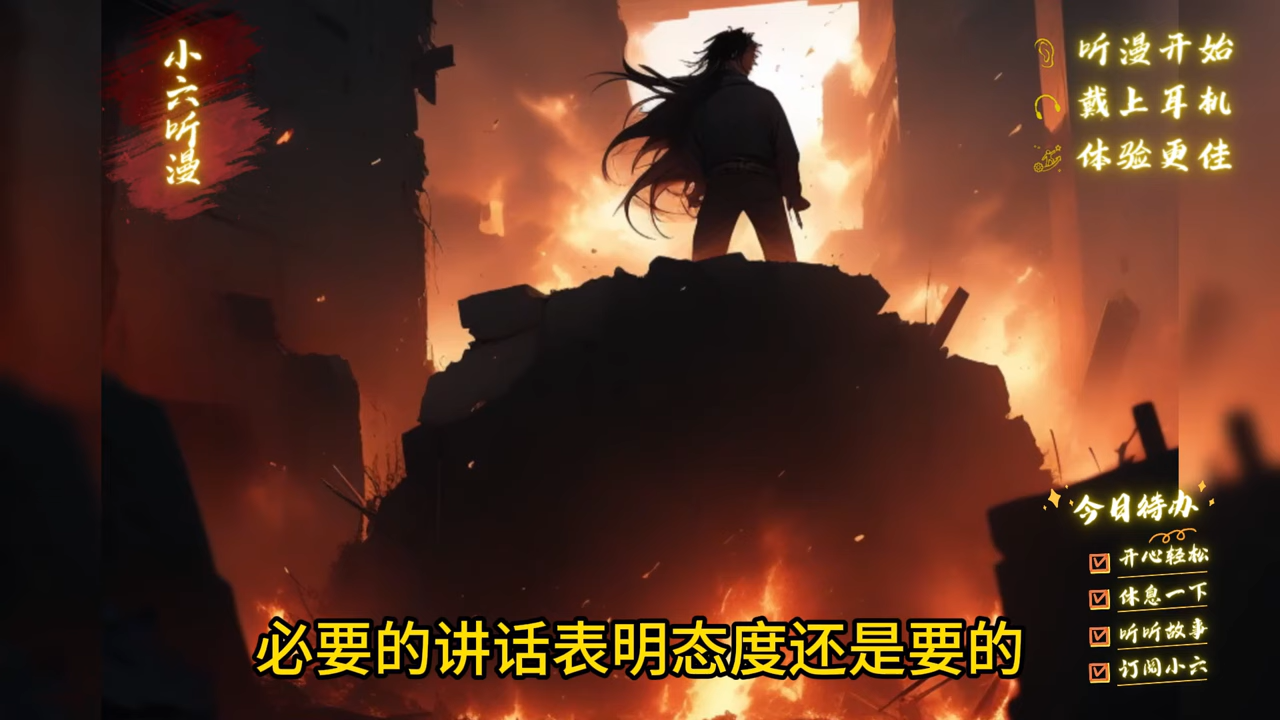 小六听漫
听漫开始
戴上耳机
体验更佳
今日待办
开心轻松
休息一下
听听故事
订阅小六
必要的讲话表明态度还是要的